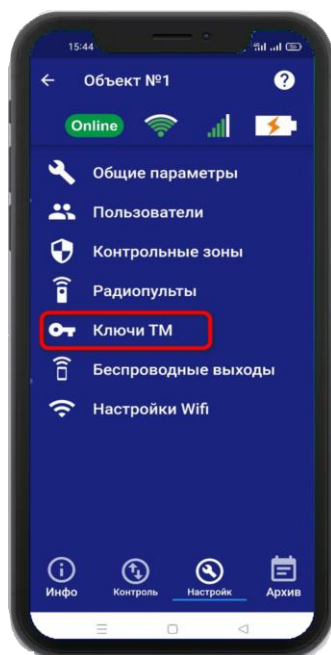 15:44
Объект №1
?
Online
Общие параметры
Пользователи
Контрольные зоны
Радиопульты
Ключи ТМ
Беспроводные выходы
Настройки Wifi
Инфо Контроль Настройк Архив